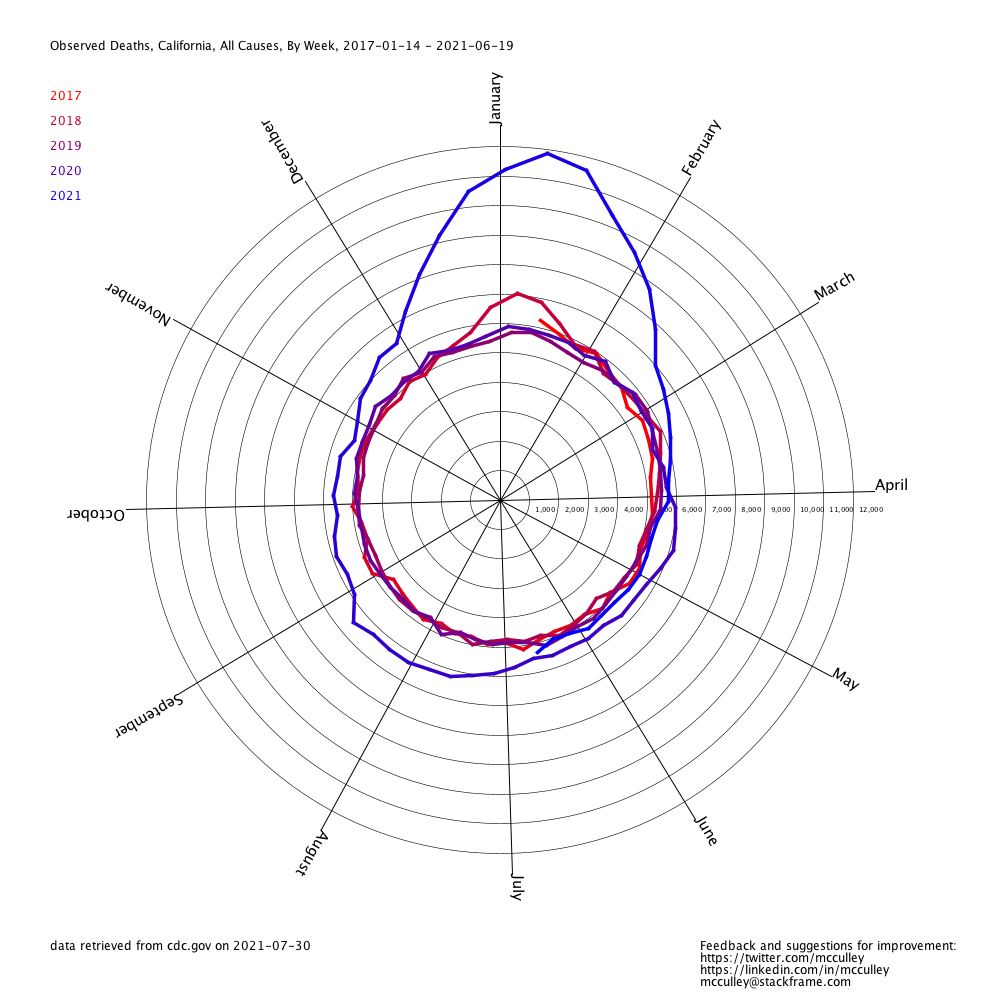 Observed Deaths, California, All Causes, By Week, 2017-01-14 - 2021-06-19
2017
2018
2019
2020
2021
January
February
March
April
May
June
July
August
September
October
November
December
1,000 2,000 3,000 4,000 5,000 6,000 7,000 8,000 9,000 10,000 11,000 12,000
data retrieved from cdc.gov on 2021-07-30
Feedback and suggestions for improvement:
https://twitter.com/mcculley
https://linkedin.com/in/mcculley
mcculley@stackframe.com